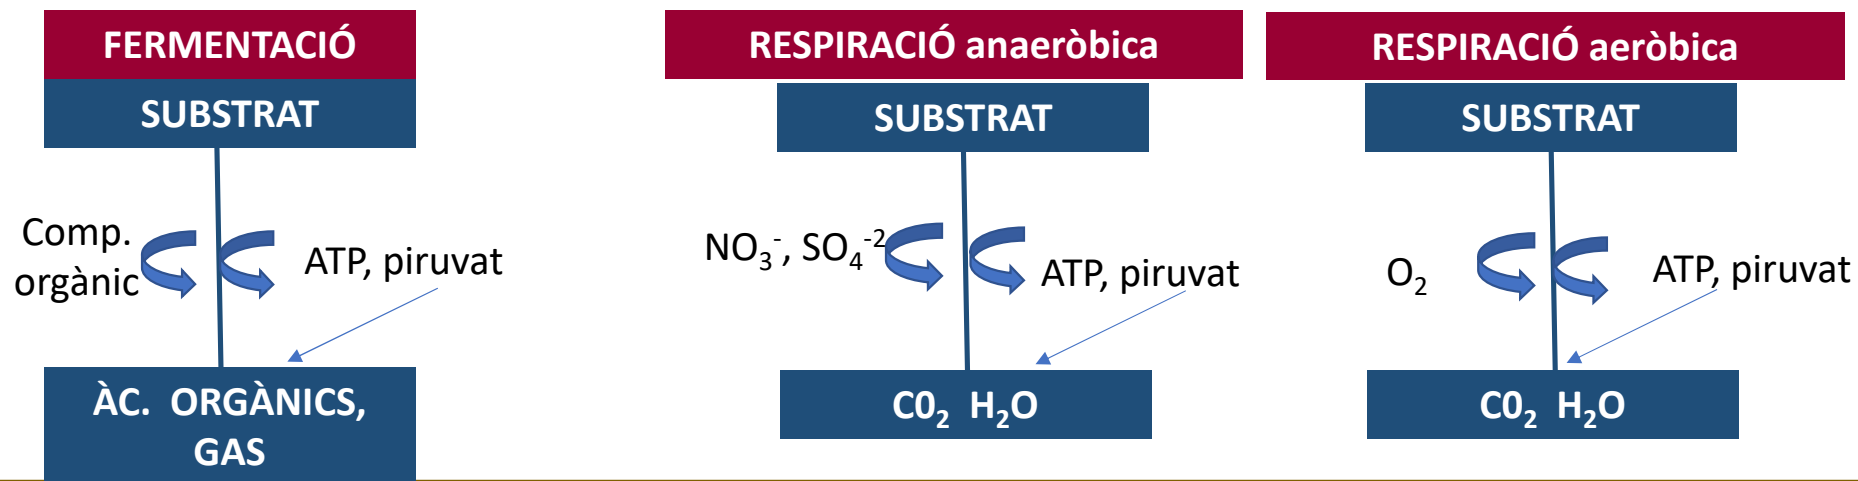 FERMENTACIÓ
SUBSTRAT
Comp.
orgànic
ATP, piruvat
ÀC. ORGÀNICS,
GAS
RESPIRACIÓ anaeròbica
SUBSTRAT
NO₃⁻, SO₄⁻²
ATP, piruvat
C0₂ H₂O
RESPIRACIÓ aeròbica
SUBSTRAT
O₂
ATP, piruvat
C0₂ H₂O